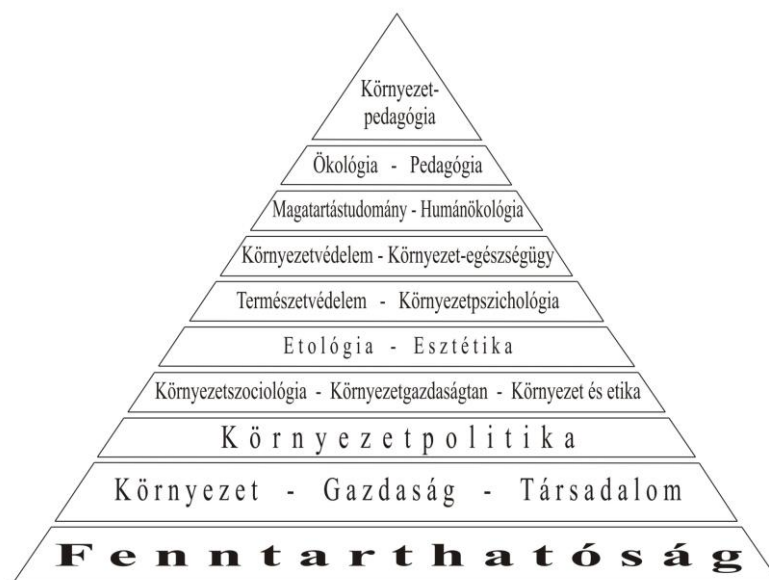 Környezet-
pedagógia
Ökológia - Pedagógia
Magatartástudomány - Humánökológia
Környezetvédelem - Környezet-egészségügy
Természetvédelem - Környezetpszichológia
Etológia - Esztétika
Környezetszociológia - Környezetgazdaságtan - Környezet és etika
Környezetpolitika
Környezet - Gazdaság - Társadalom
Fenntarthatóság